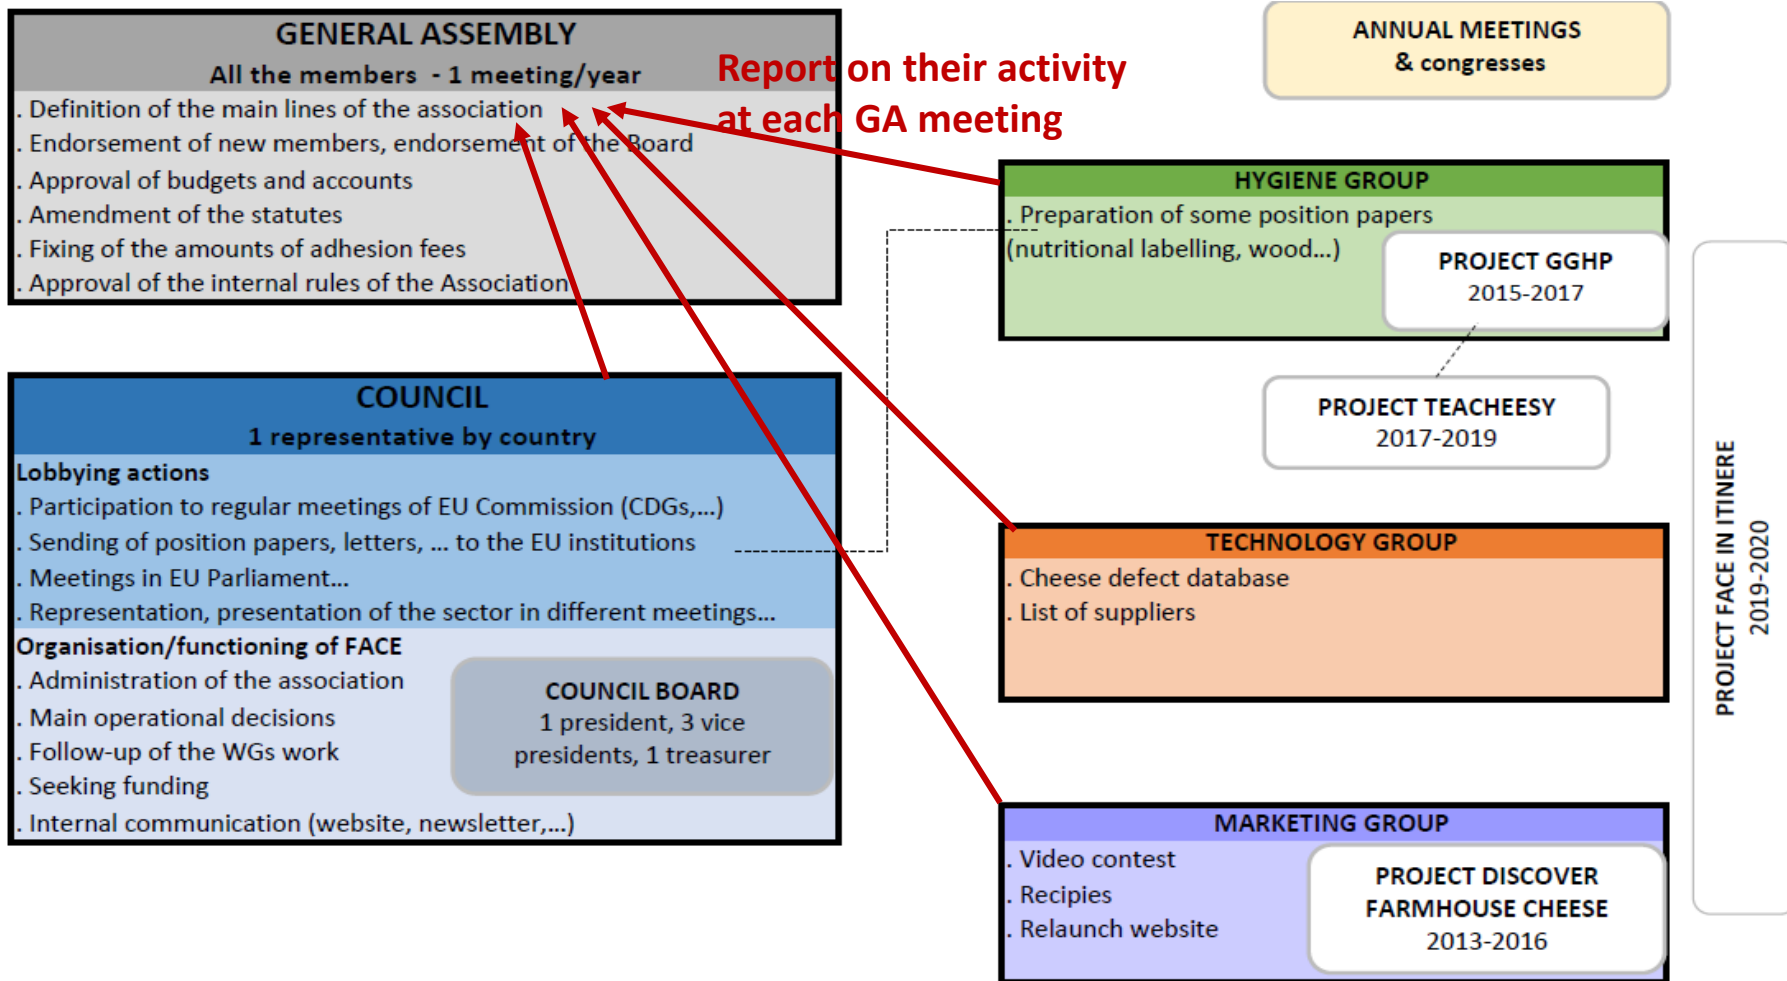 GENERAL ASSEMBLY
All the members - 1 meeting/year
. Definition of the main lines of the association
. Endorsement of new members, endorsement of the Board
. Approval of budgets and accounts
. Amendment of the statutes
. Fixing of the amounts of adhesion fees
. Approval of the internal rules of the Association
Report on their activity
at each GA meeting
ANNUAL MEETINGS
& congresses
COUNCIL
1 representative by country
Lobbying actions
. Participation to regular meetings of EU Commission (CDGs,...)
. Sending of position papers, letters, ... to the EU institutions
. Meetings in EU Parliament...
. Representation, presentation of the sector in different meetings...
Organisation/functioning of FACE
. Administration of the association
. Main operational decisions
. Follow-up of the WGs work
. Seeking funding
. Internal communication (website, newsletter,...)
COUNCIL BOARD
1 president, 3 vice
presidents, 1 treasurer
HYGIENE GROUP
. Preparation of some position papers
(nutritional labelling, wood...)
PROJECT GGHP
2015-2017
PROJECT TEACHEESY
2017-2019
TECHNOLOGY GROUP
. Cheese defect database
. List of suppliers
MARKETING GROUP
. Video contest
. Recipies
. Relaunch website
PROJECT DISCOVER
FARMHOUSE CHEESE
2013-2016
PROJECT FACE IN ITINERE
2019-2020